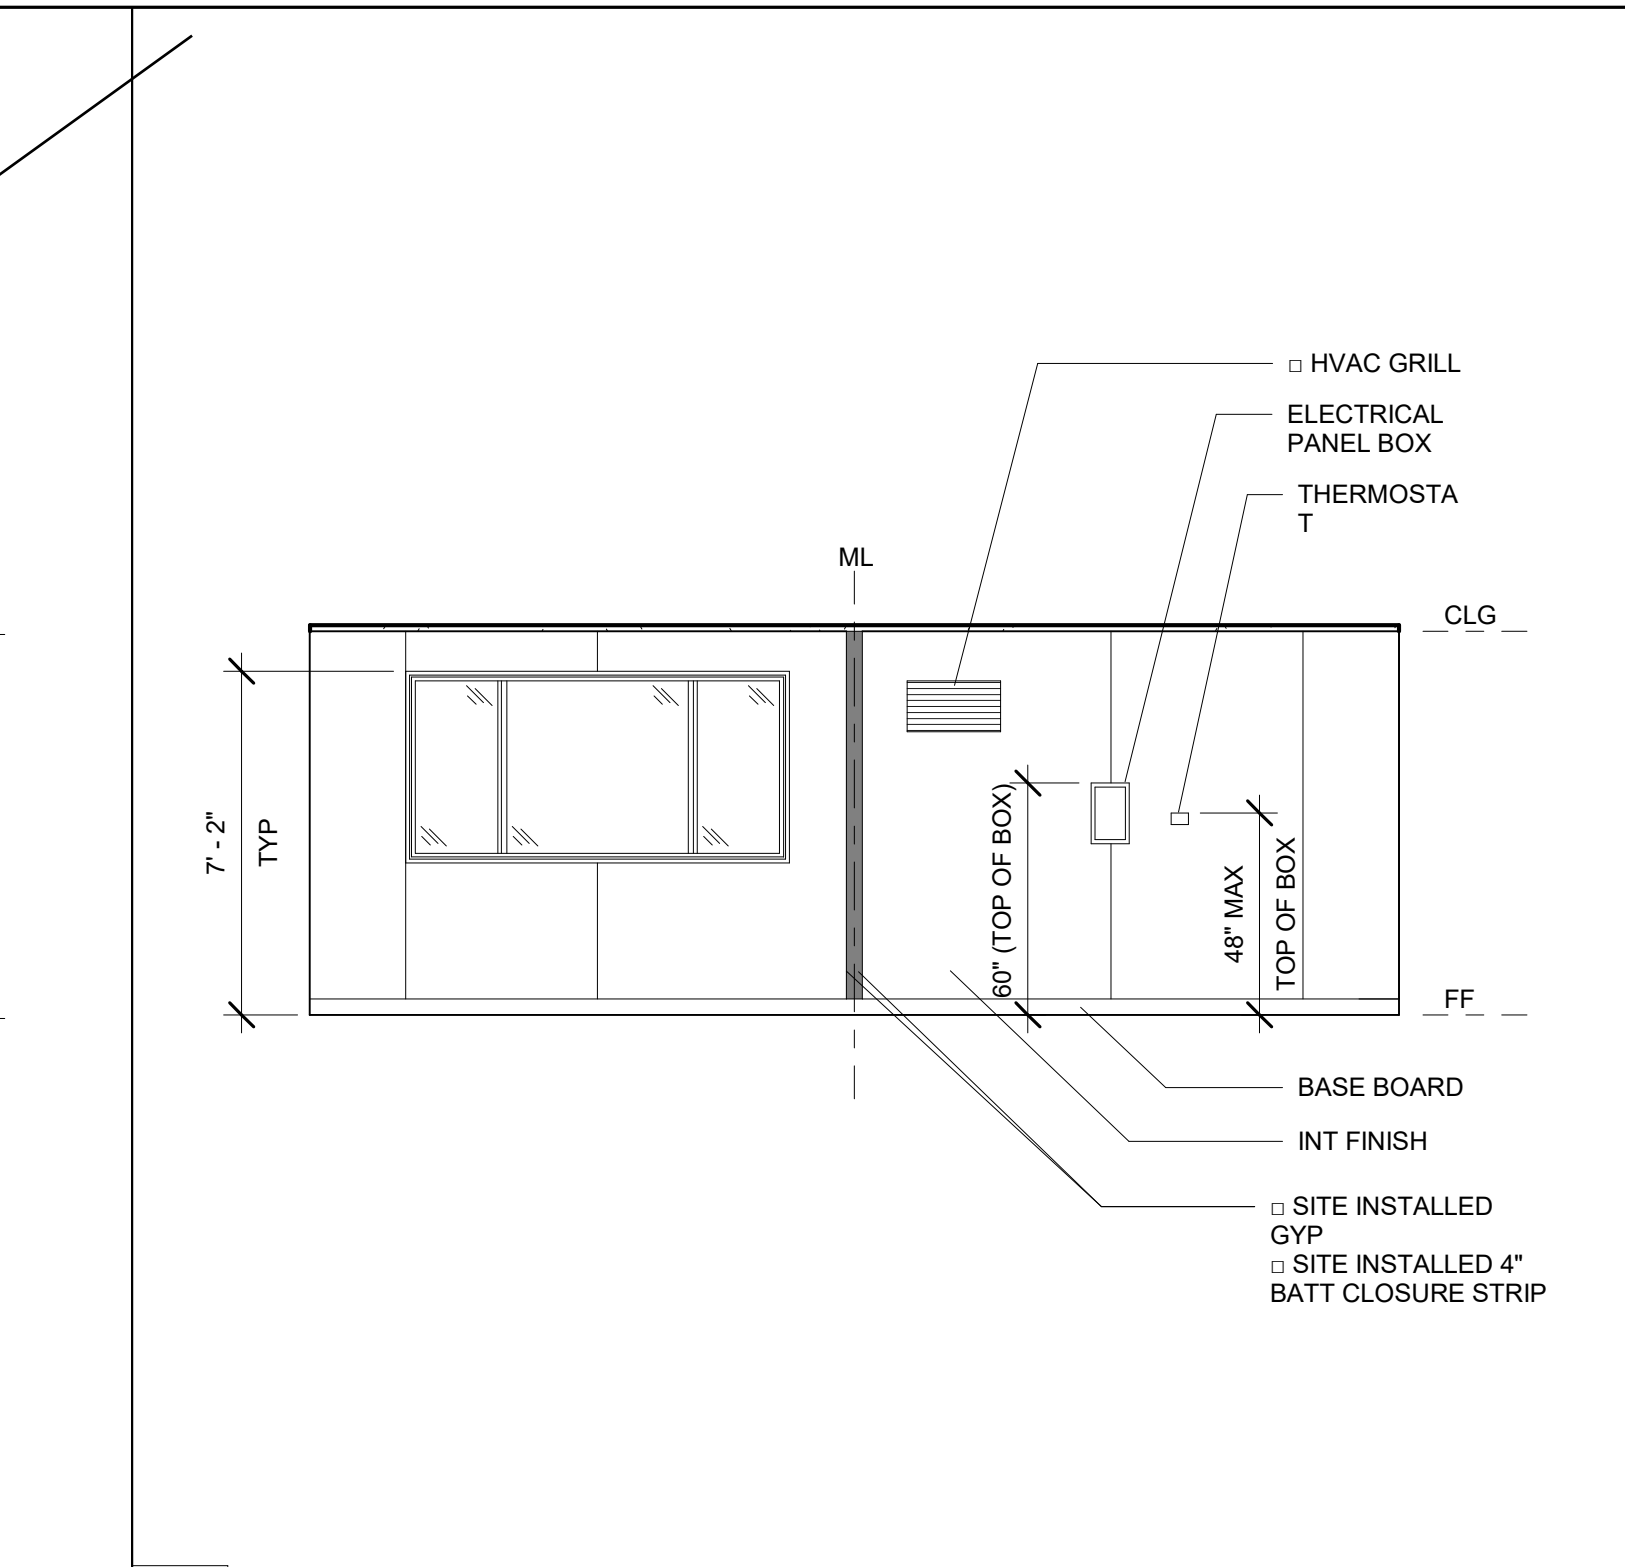 □ HVAC GRILL
ELECTRICAL
PANEL BOX
THERMOSTA
T
ML
CLG
7' - 2"
TYP
60" (TOP OF BOX)
48" MAX
TOP OF BOX
FF
BASE BOARD
INT FINISH
□ SITE INSTALLED
GYP
□ SITE INSTALLED 4"
BATT CLOSURE STRIP